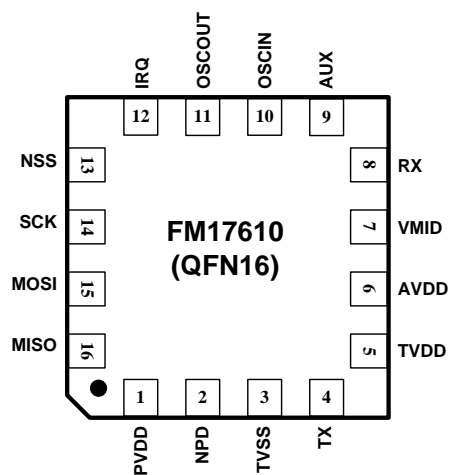 IRQ
OSCOUT
OSCIN
AUX
12
11
10
9
NSS
13
8
RX
SCK
14
FM17610
(QFN16)
7
VMID
MOSI
15
6
AVDD
MISO
16
5
TVDD
1
2
3
4
PVDD
NPD
TVSS
TX